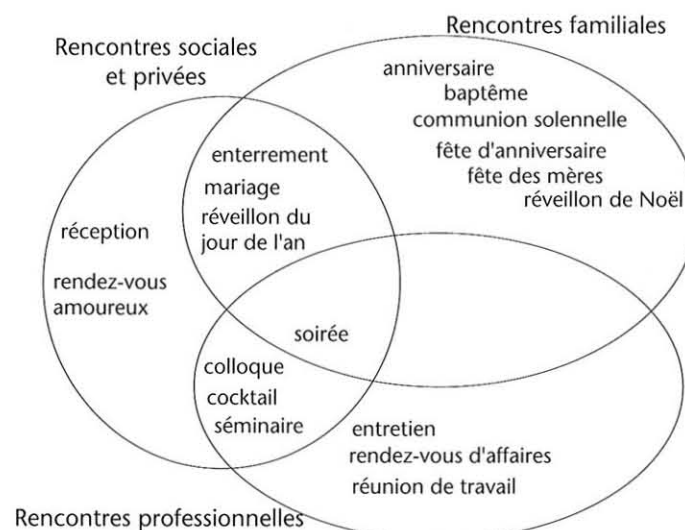 Rencontres sociales
et privées
Rencontres familiales
anniversaire
baptême
communion solennelle
fête d'anniversaire
fête des mères
réveillon de Noël
enterrement
mariage
réveillon du
jour de l'an
réception
rendez-vous
amoureux
soirée
colloque
cocktail
séminaire
entretien
rendez-vous d'affaires
réunion de travail
Rencontres professionnelles